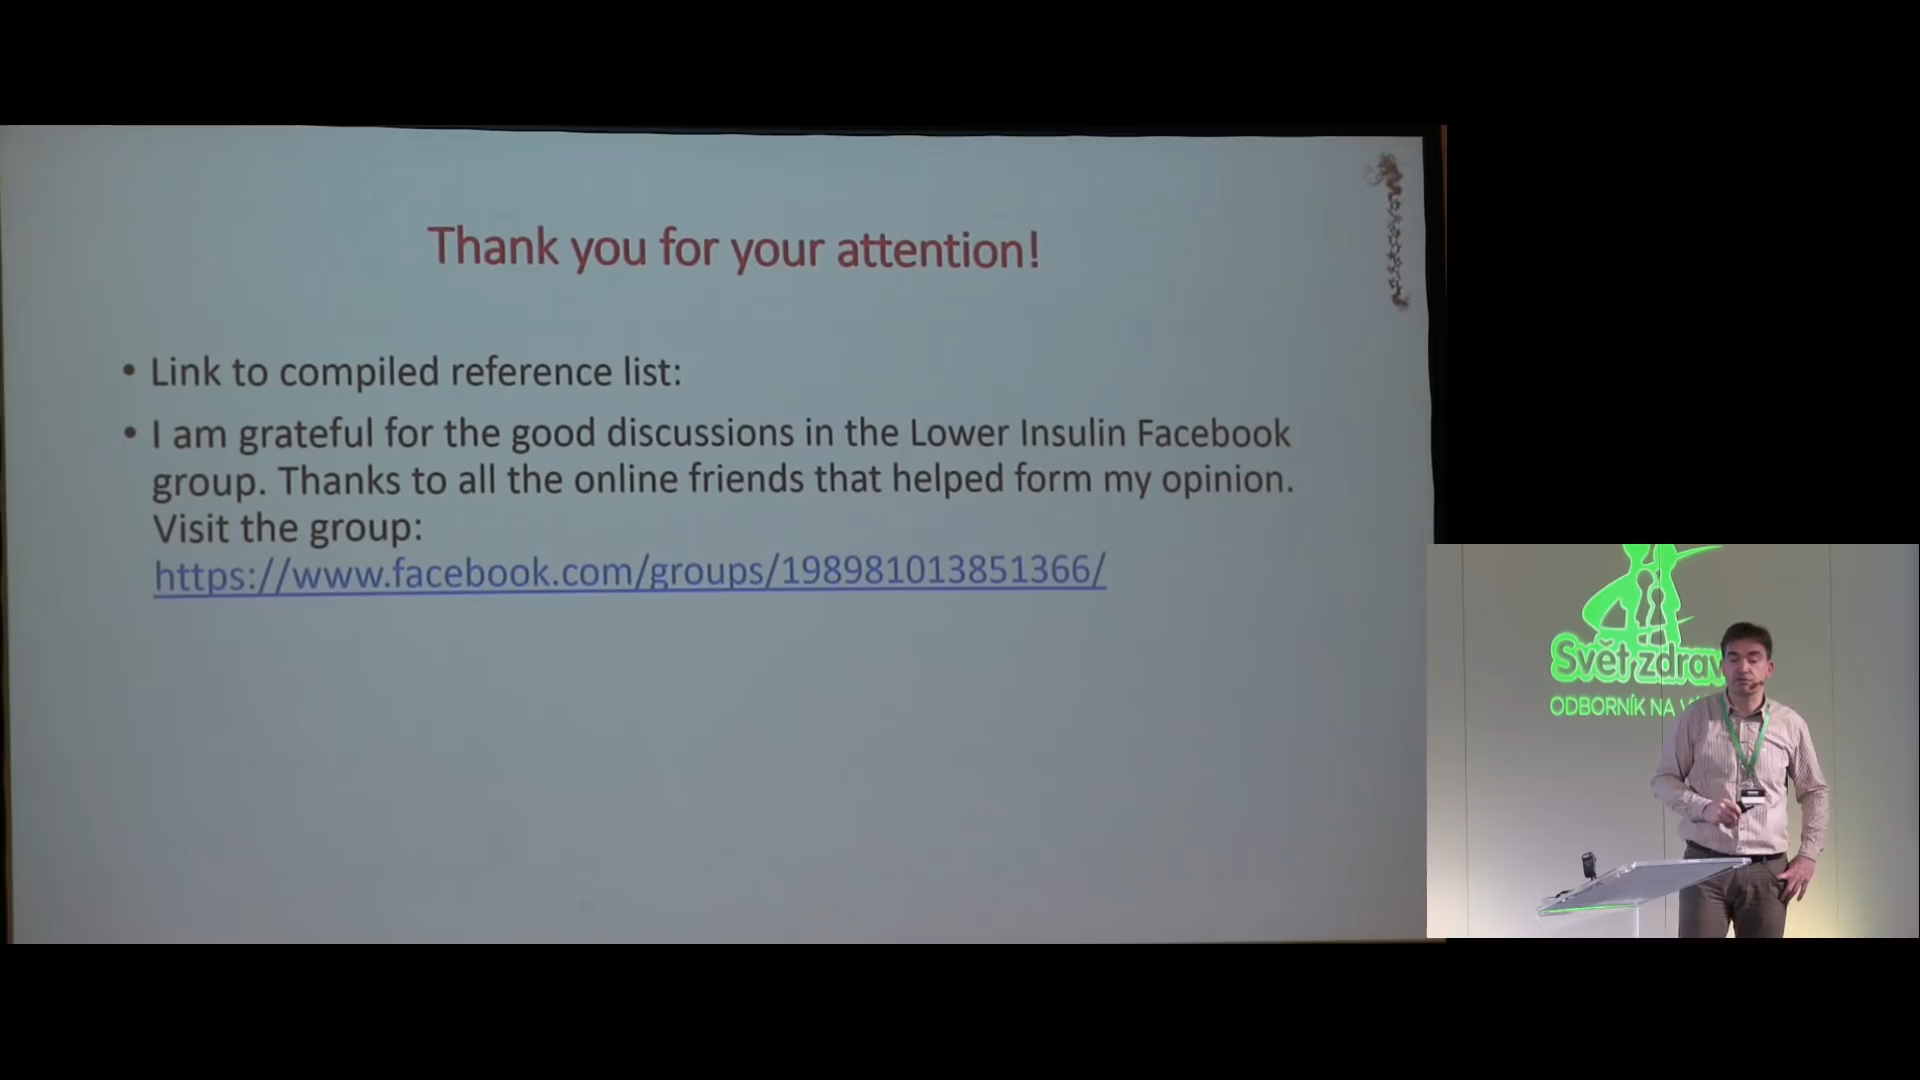 Thank you for your attention!
• Link to compiled reference list:
• I am grateful for the good discussions in the Lower Insulin Facebook
group. Thanks to all the online friends that helped form my opinion.
Visit the group:
https://www.facebook.com/groups/198981013851366/
Svět zdrav
ODBORNÍK NA